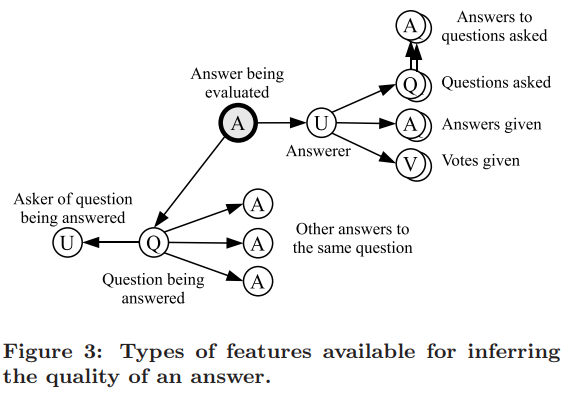 A
Answers to
questions asked
Q
Questions asked
Answer being
evaluated
A
U
Answerer
A
Answers given
V
Votes given
Asker of question
being answered
U
Q
Question being
answered
A
A
A
Other answers to
the same question
Figure 3: Types of features available for inferring
the quality of an answer.